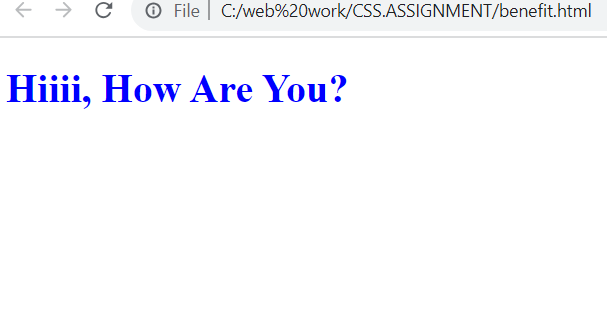 File C:/web%20work/CSS.ASSIGNMENT/benefit.html
Hiiii, How Are You?